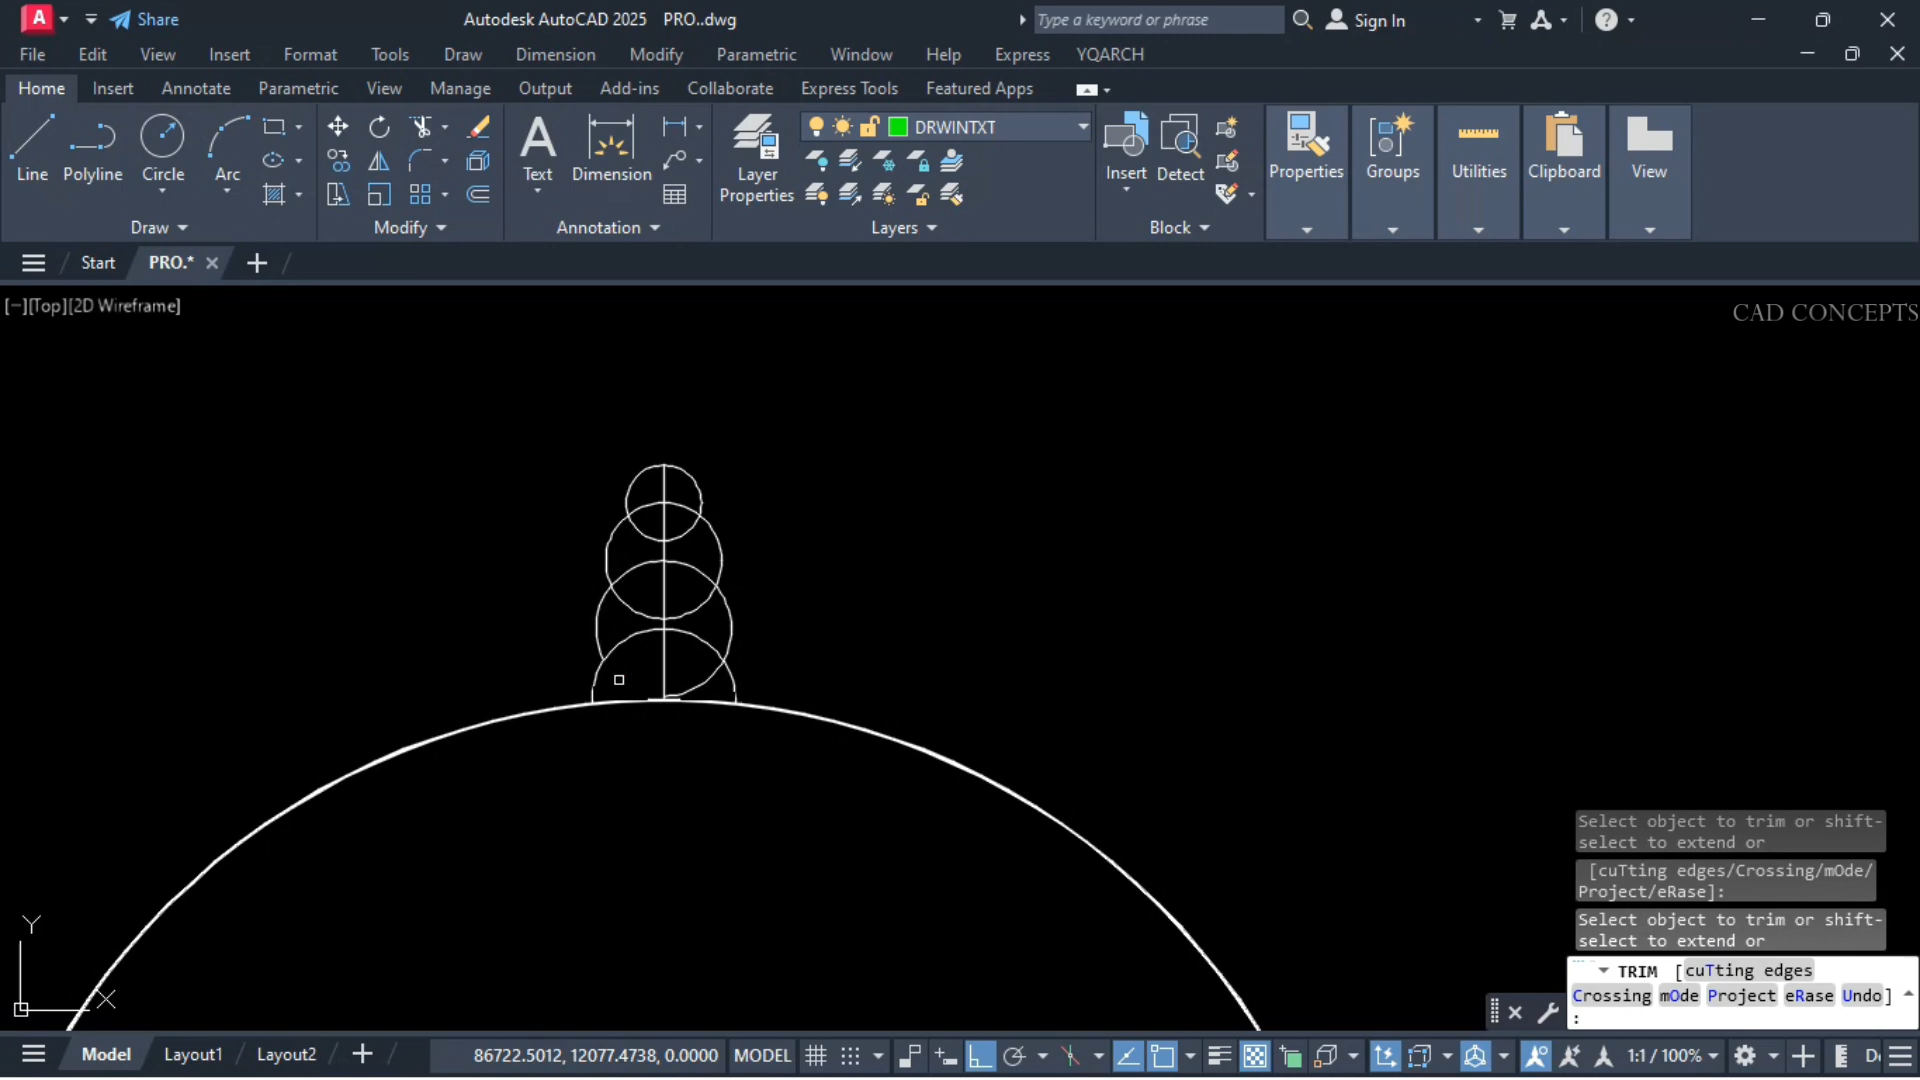 A Share Autodesk AutoCAD 2025 PRO..dwg Type a keyword or phrase Sign In
File Edit View Insert Format Tools Draw Dimension Modify Parametric Window Help Express YQARCH
Home Insert Annotate Parametric View Manage Output Add-ins Collaborate Express Tools Featured Apps
DRWINTXT
Line Polyline Circle Arc Text Dimension Layer Properties Insert Detect Properties Groups Utilities Clipboard View
Draw Modify Annotation Layers Block
Start PRO.*
[−][Top][2D Wireframe]
CAD CONCEPTS
Select object to trim or shift-
select to extend or
[cuTting edges/Crossing/mOde/
Project/eRase]:
Select object to trim or shift-
select to extend or
TRIM [cuTting edges
Crossing mOde Project eRase Undo]
:
Y
X
Model Layout1 Layout2 86722.5012, 12077.4738, 0.0000 MODEL 1:1 / 100%